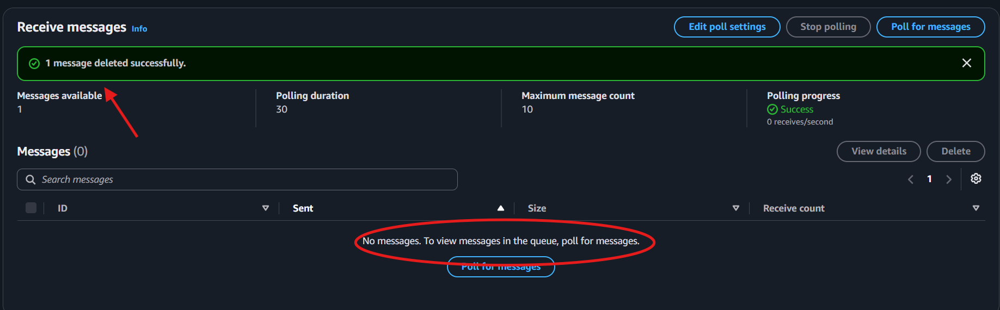 Receive messages Info
Edit poll settings
Stop polling
Poll for messages
1 message deleted successfully.
Messages available
1
Polling duration
30
Maximum message count
10
Polling progress
Success
0 receives/second
Messages (0)
View details
Delete
Search messages
1
ID
Sent
Size
Receive count
No messages. To view messages in the queue, poll for messages.
Poll for messages